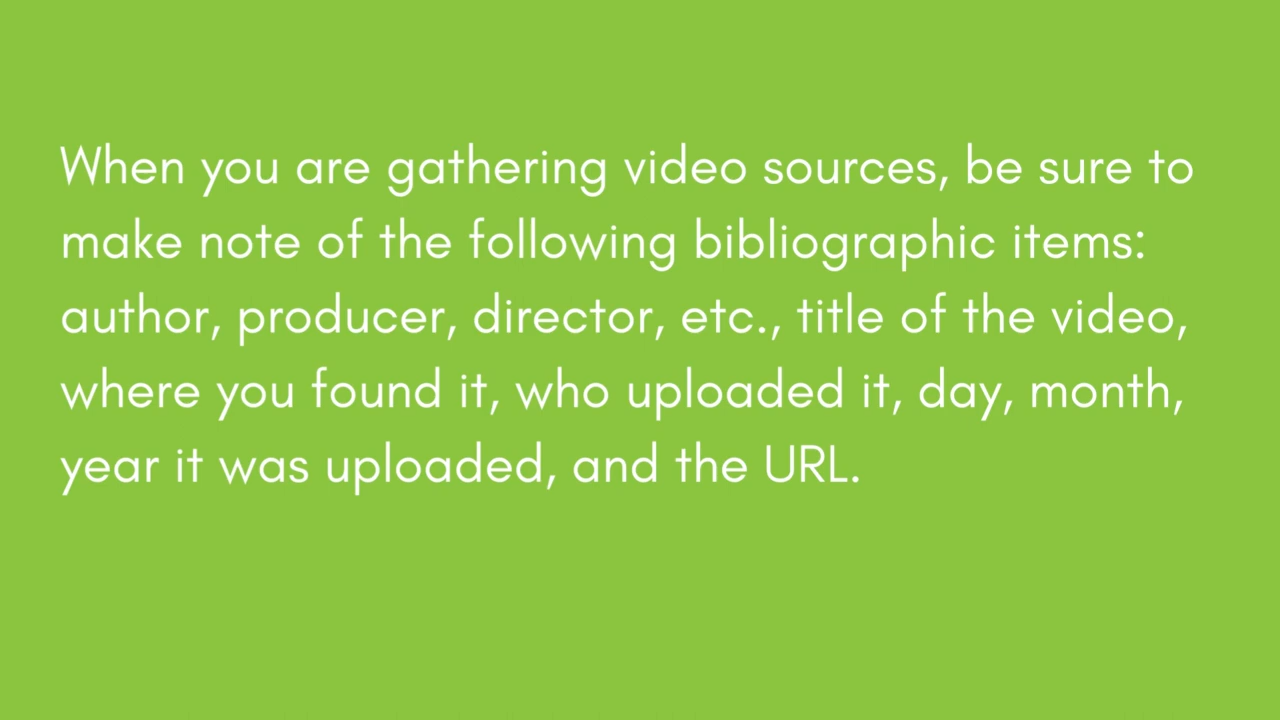 When you are gathering video sources, be sure to
make note of the following bibliographic items:
author, producer, director, etc., title of the video,
where you found it, who uploaded it, day, month,
year it was uploaded, and the URL.